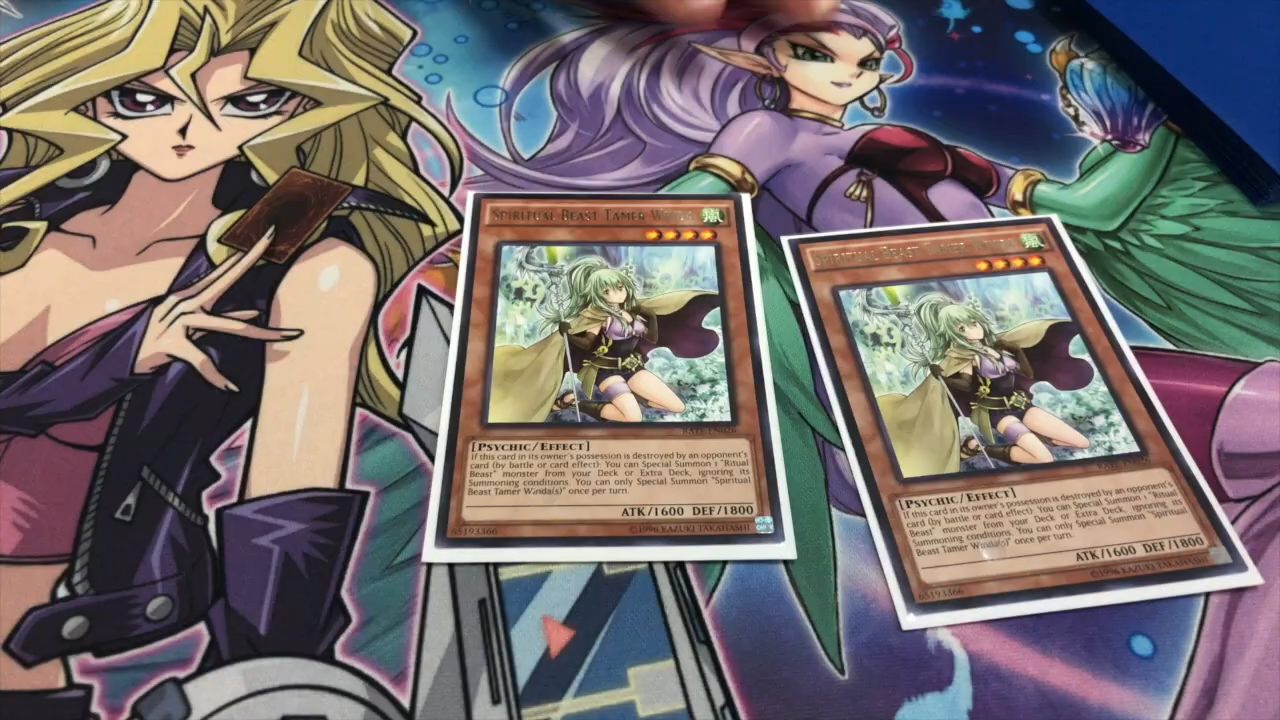 SPIRITUAL BEAST TAMER WINDA
[PSYCHIC/EFFECT]
If this card in its owner's possession is destroyed by an opponent's
card (by battle or card effect): You can Special Summon 1 "Ritual
Beast" monster from your Deck or Extra Deck, ignoring its
Summoning conditions. You can only Special Summon "Spiritual
Beast Tamer Winda(s)" once per turn.
ATK/1600 DEF/1800
65193366
©1996 KAZUKI TAKAHASHI
SPIRITUAL BEAST TAMER WINDA
[PSYCHIC/EFFECT]
If this card in its owner's possession is destroyed by an opponent's
card (by battle or card effect): You can Special Summon 1 "Ritual
Beast" monster from your Deck or Extra Deck, ignoring its
Summoning conditions. You can only Special Summon "Spiritual
Beast Tamer Winda(s)" once per turn.
ATK/1600 DEF/1800
65193366
©1996 KAZUKI TAKAHASHI